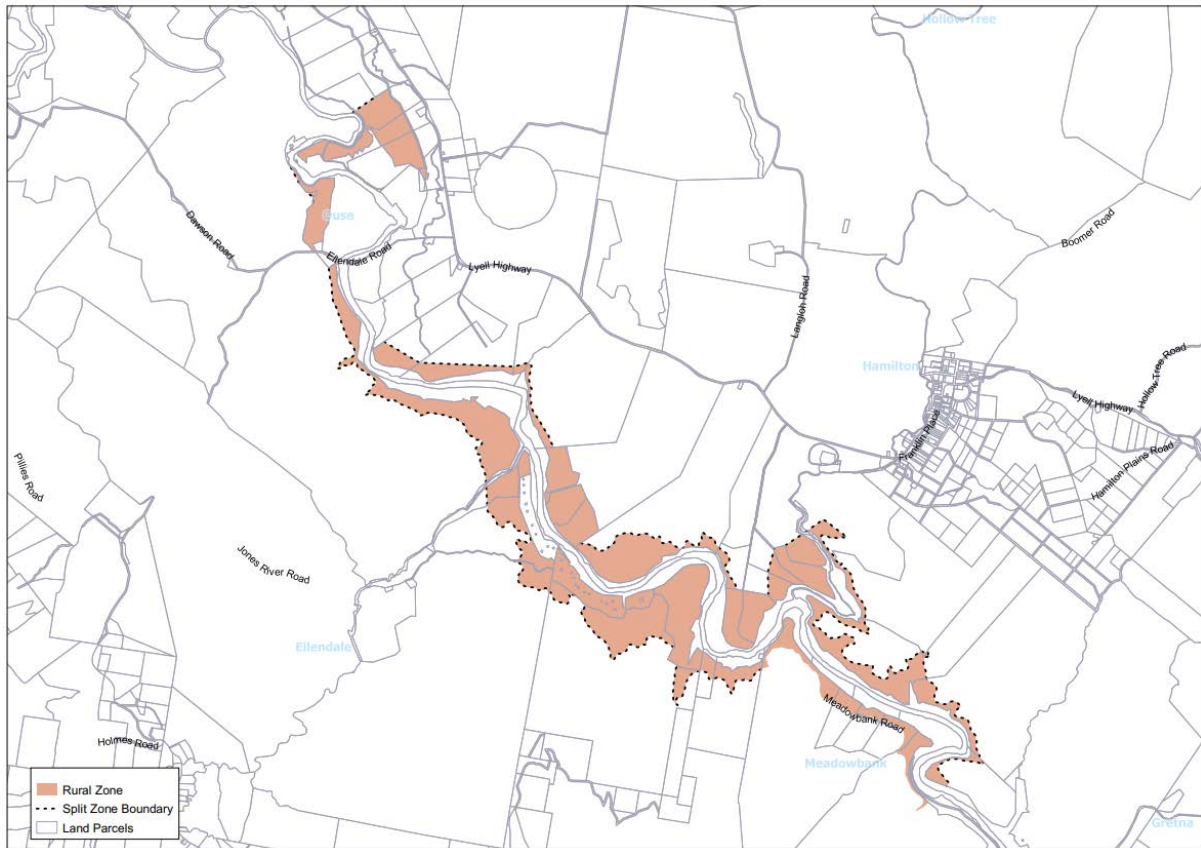 Hollow Tree
Dawson Road
Ouse
Ellendale Road
Lyell Highway
Boomer Road
Langloh Road
Hollow Tree Road
Hamilton
Lyell Highway
Franklin Place
Hamilton Plains Road
Pillies Road
Jones River Road
Ellendale
Meadowbank Road
Holmes Road
Meadowbank
Gretna
Rural Zone
Split Zone Boundary
Land Parcels